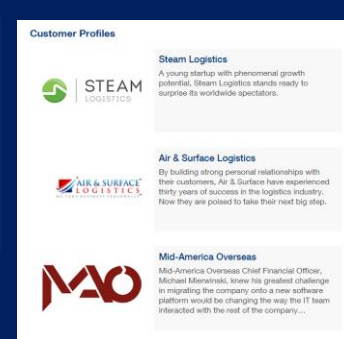 Customer Profiles
STEAM
LOGISTICS
Steam Logistics
A young startup with phenomenal growth
potential, Steam Logistics stands ready to
surprise its worldwide spectators.
AIR & SURFACE
LOGISTICS
WE TAKE BUSINESS PERSONALLY
Air & Surface Logistics
By building strong personal relationships with
their customers, Air & Surface have experienced
thirty years of success in the logistics industry.
Now they are poised to take their next big step.
MAO
Mid-America Overseas
Mid-America Overseas Chief Financial Officer,
Michael Mierwinski, knew his greatest challenge
in migrating the company onto a new software
platform would be changing the way the IT team
interacted with the rest of the company…